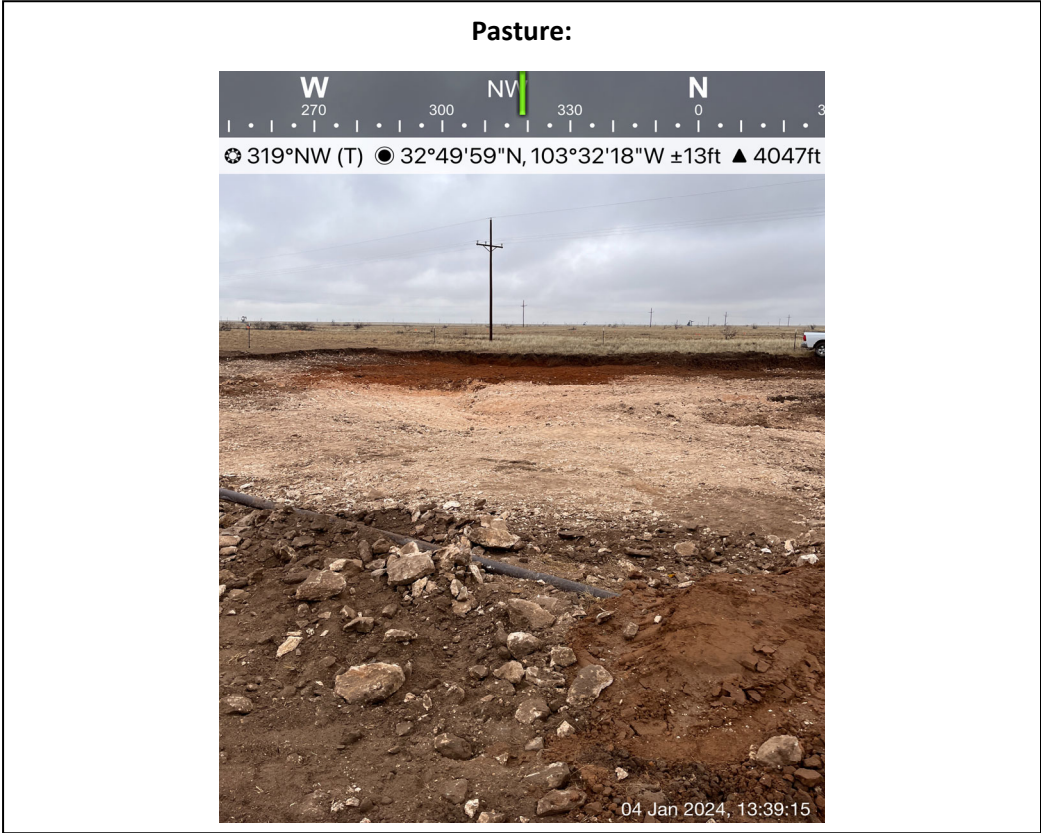 Pasture:
W NW N
270 300 330 0 3
319°NW (T) 32°49'59"N, 103°32'18"W ±13ft ▲ 4047ft
04 Jan 2024, 13:39:15